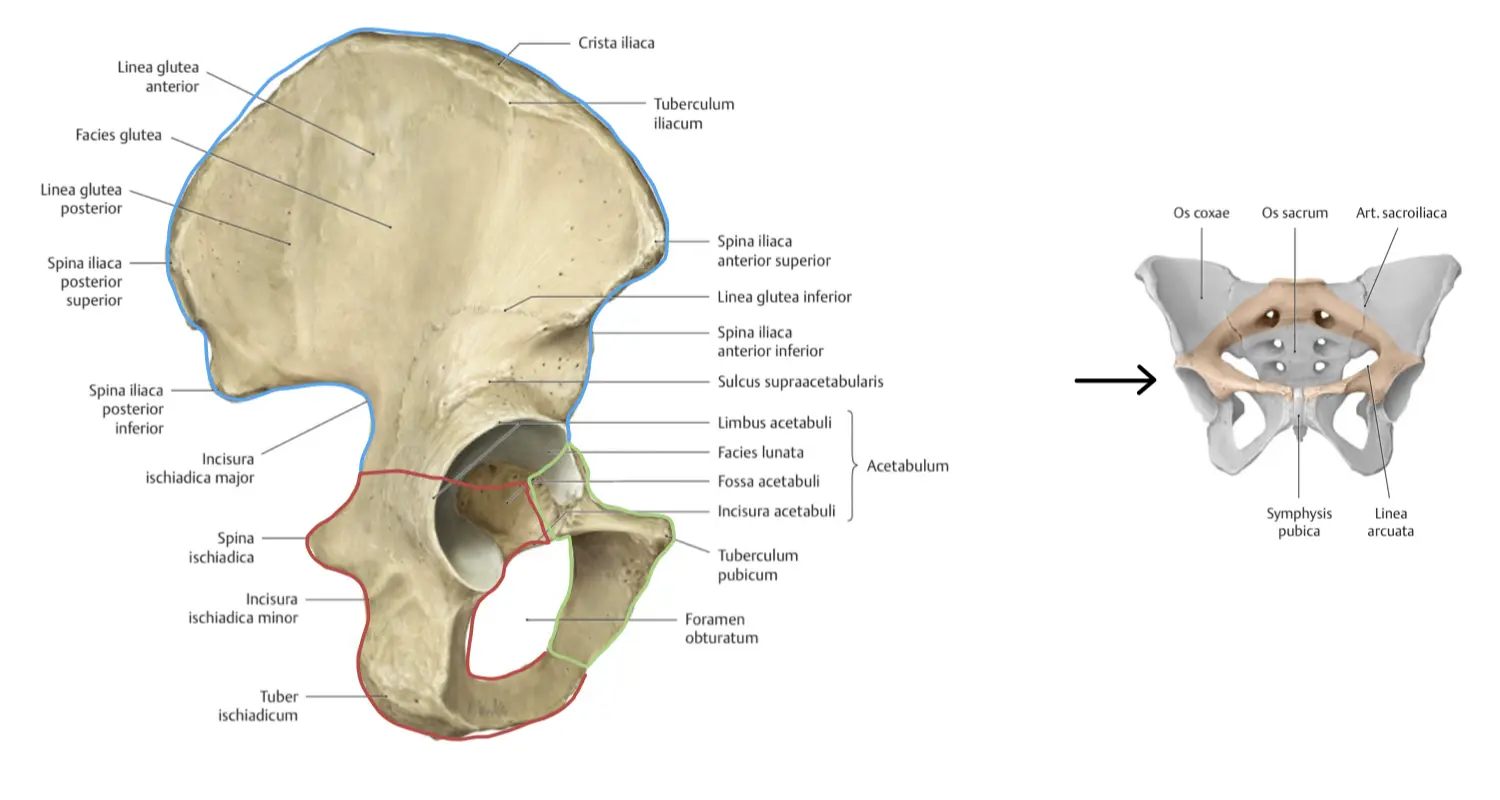 Crista iliaca
Linea glutea
anterior
Tuberculum
iliacum
Facies glutea
Linea glutea
posterior
Spina iliaca
anterior superior
Spina iliaca
posterior
superior
Linea glutea inferior
Spina iliaca
anterior inferior
Sulcus supraacetabularis
Spina iliaca
posterior
inferior
Limbus acetabuli
Facies lunata
Acetabulum
Fossa acetabuli
Incisura acetabuli
Incisura
ischiadica major
Spina
ischiadica
Tuberculum
pubicum
Incisura
ischiadica minor
Foramen
obturatum
Tuber
ischiadicum
Os coxae
Os sacrum
Art. sacroiliaca
Symphysis
pubica
Linea
arcuata